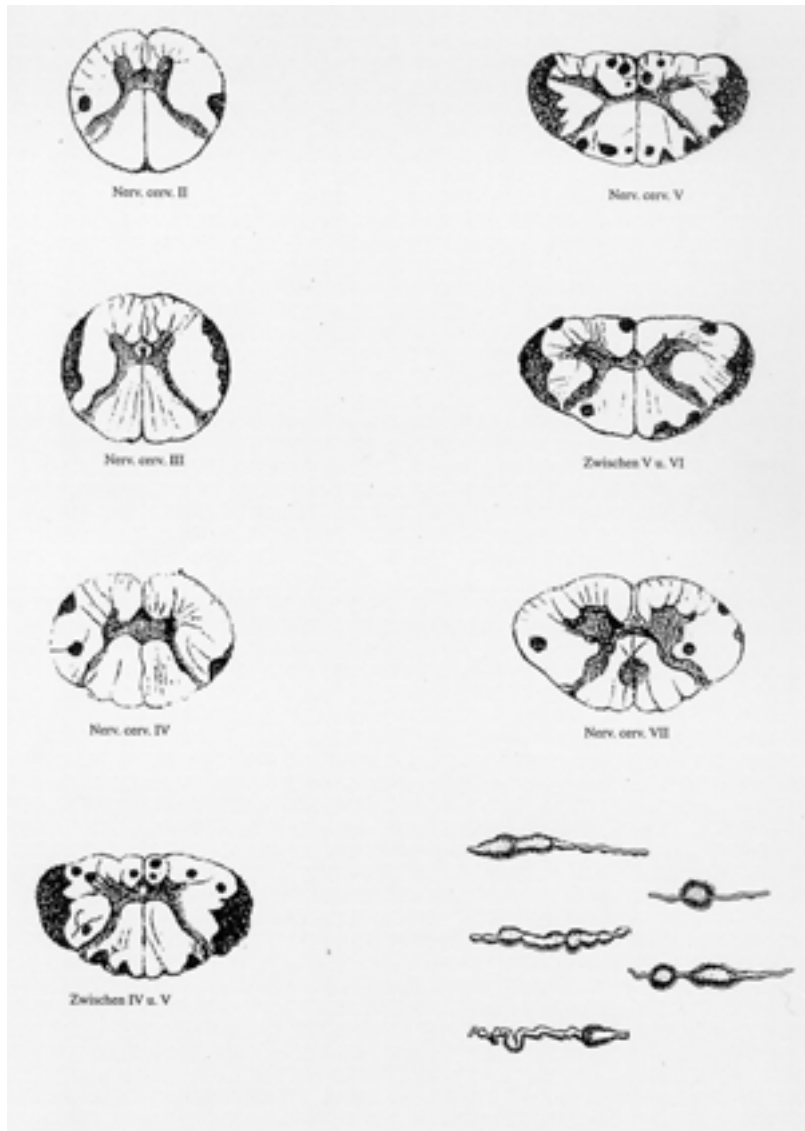 Nerv. cerv. II
Nerv. cerv. III
Nerv. cerv. IV
Zwischen IV u. V
Nerv. cerv. V
Zwischen V u. VI
Nerv. cerv. VII